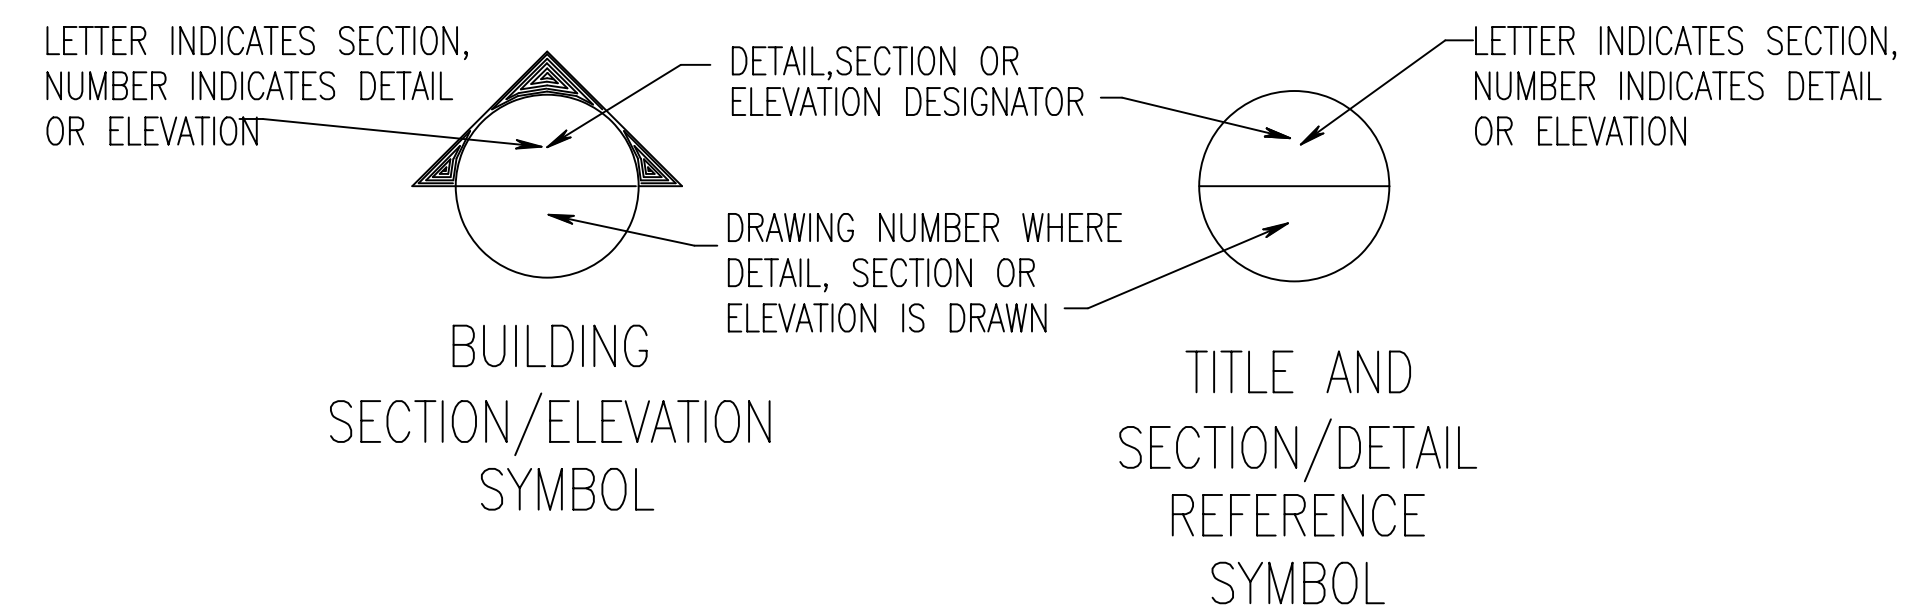 LETTER INDICATES SECTION,
NUMBER INDICATES DETAIL
OR ELEVATION
DETAIL,SECTION OR
ELEVATION DESIGNATOR
LETTER INDICATES SECTION,
NUMBER INDICATES DETAIL
OR ELEVATION
DRAWING NUMBER WHERE
DETAIL, SECTION OR
ELEVATION IS DRAWN
BUILDING
SECTION/ELEVATION
SYMBOL
TITLE AND
SECTION/DETAIL
REFERENCE
SYMBOL